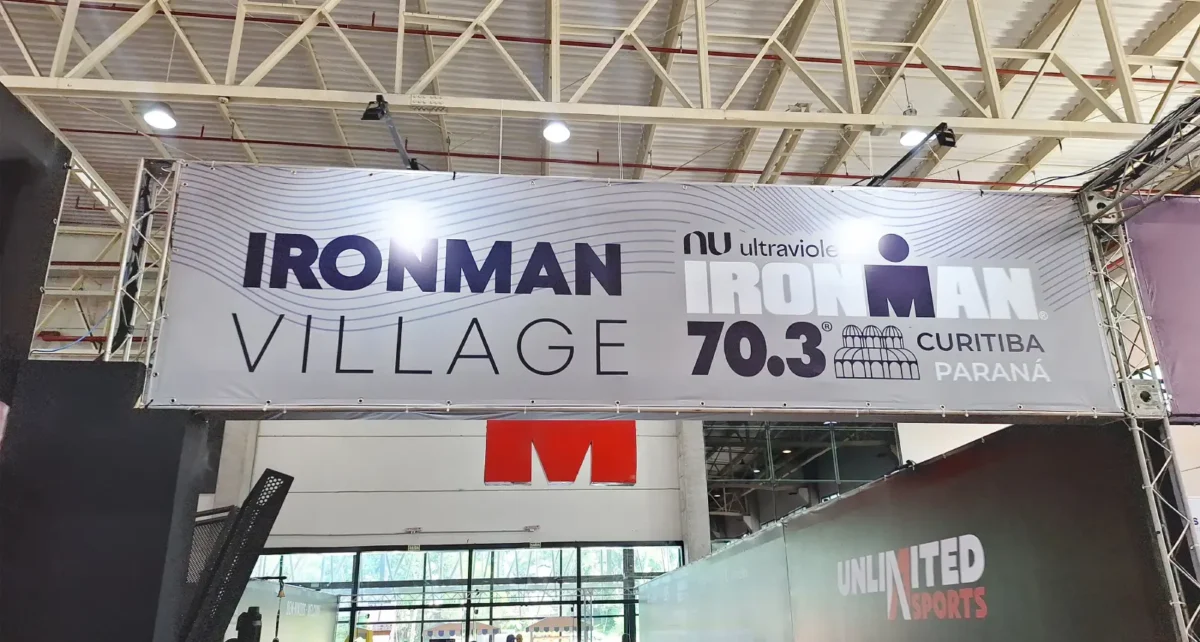 IRONMAN
VILLAGE
nu ultraviole
IRONMAN®
70.3®
CURITIBA
PARANÁ
M
UNLIMITED
SPORTS